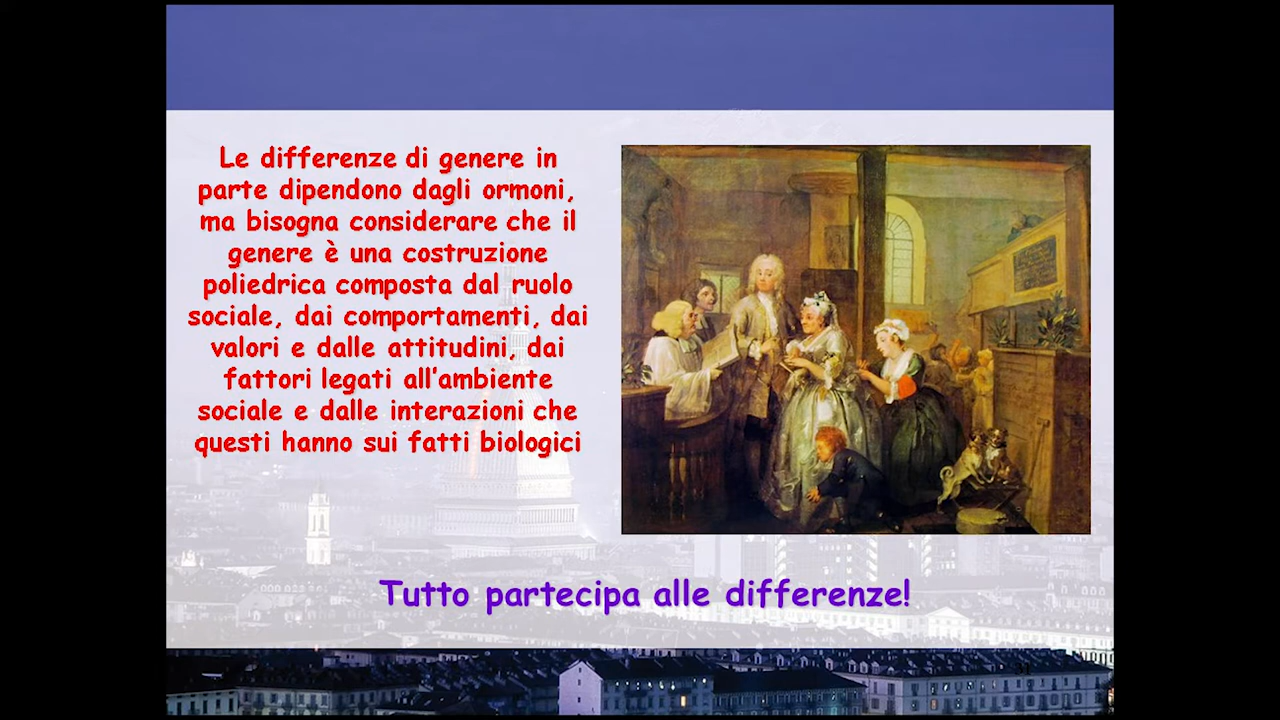 Le differenze di genere in
parte dipendono dagli ormoni,
ma bisogna considerare che il
genere è una costruzione
poliedrica composta dal ruolo
sociale, dai comportamenti, dai
valori e dalle attitudini, dai
fattori legati all'ambiente
sociale e dalle interazioni che
questi hanno sui fatti biologici
Tutto partecipa alle differenze!